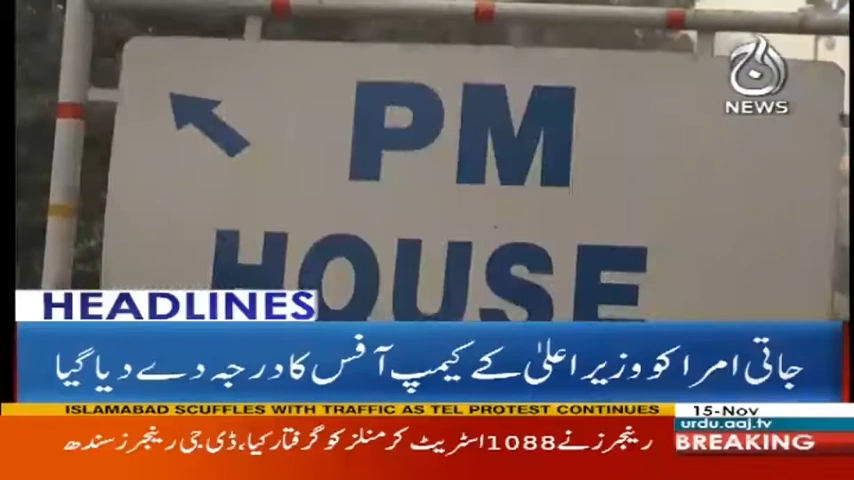 PM
HOUSE
آج
NEWS
HEADLINES
جاتی امرا کو وزیر اعلیٰ کے کیمپ آفس کا درجہ دے دیا گیا
ISLAMABAD SCUFFLES WITH TRAFFIC AS TEL PROTEST CONTINUES
15-Nov
urdu.aaj.tv
BREAKING
رینجرز نے 1088 اسٹریٹ کرمنلز کو گرفتار کیا، ڈی جی رینجرز سندھ